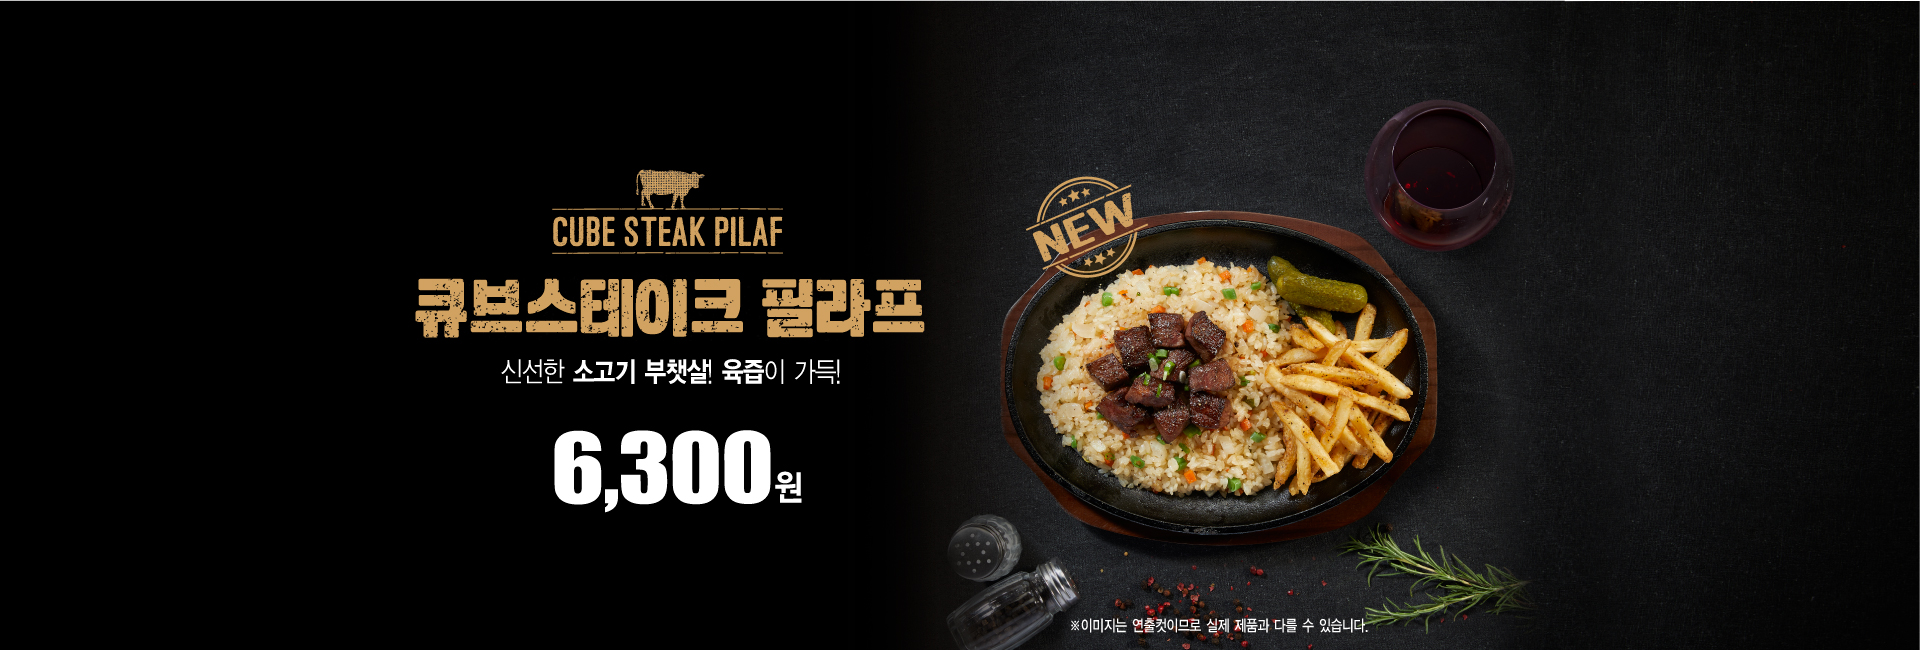 CUBE STEAK PILAF
큐브스테이크 필라프
신선한 소고기 부챗살! 육즙이 가득!
6,300원
NEW
※이미지는 연출컷이므로 실제 제품과 다를 수 있습니다.